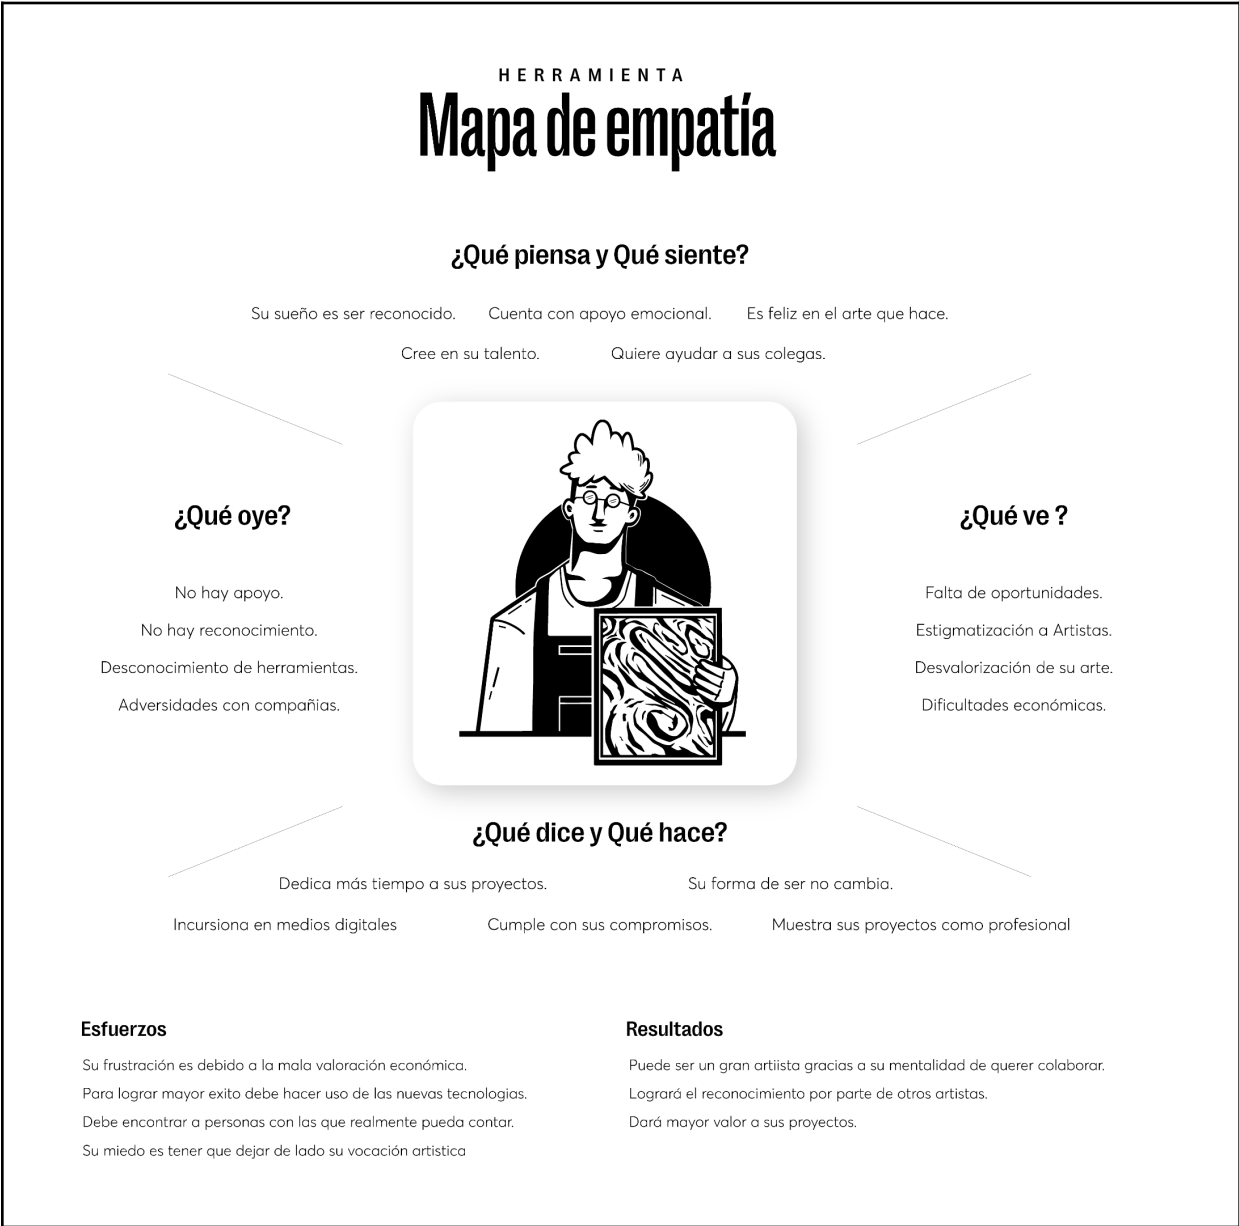 HERRAMIENTA
Mapa de empatía
¿Qué piensa y Qué siente?
Su sueño es ser reconocido. Cuenta con apoyo emocional. Es feliz en el arte que hace.
Cree en su talento. Quiere ayudar a sus colegas.
¿Qué oye?
No hay apoyo.
No hay reconocimiento.
Desconocimiento de herramientas.
Adversidades con compañias.
¿Qué ve ?
Falta de oportunidades.
Estigmatización a Artistas.
Desvalorización de su arte.
Dificultades económicas.
¿Qué dice y Qué hace?
Dedica más tiempo a sus proyectos. Su forma de ser no cambia.
Incursiona en medios digitales Cumple con sus compromisos. Muestra sus proyectos como profesional
Esfuerzos
Su frustración es debido a la mala valoración económica.
Para lograr mayor exito debe hacer uso de las nuevas tecnologias.
Debe encontrar a personas con las que realmente pueda contar.
Su miedo es tener que dejar de lado su vocación artistica
Resultados
Puede ser un gran artiista gracias a su mentalidad de querer colaborar.
Logrará el reconocimiento por parte de otros artistas.
Dará mayor valor a sus proyectos.